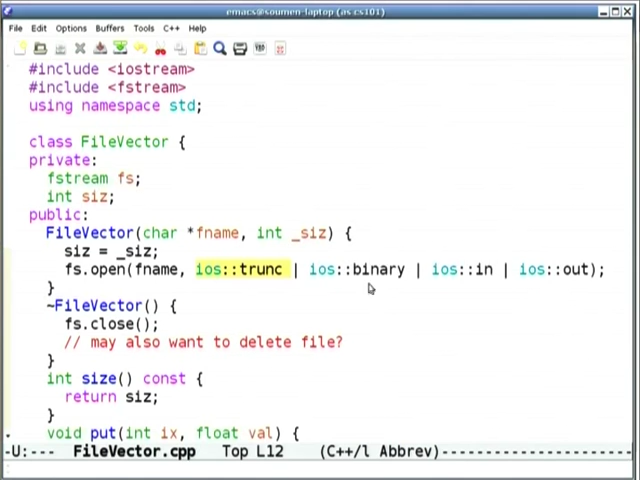 emacs@soumen-laptop (as cs101)
File Edit Options Buffers Tools C++ Help
#include <iostream>
#include <fstream>
using namespace std;
class FileVector {
private:
fstream fs;
int siz;
public:
FileVector(char *fname, int _siz) {
siz = _siz;
fs.open(fname, ios::trunc | ios::binary | ios::in | ios::out);
}
~FileVector() {
fs.close();
// may also want to delete file?
}
int size() const {
return siz;
}
void put(int ix, float val) {
-U:--- FileVector.cpp Top L12 (C++/l Abbrev)----------------------